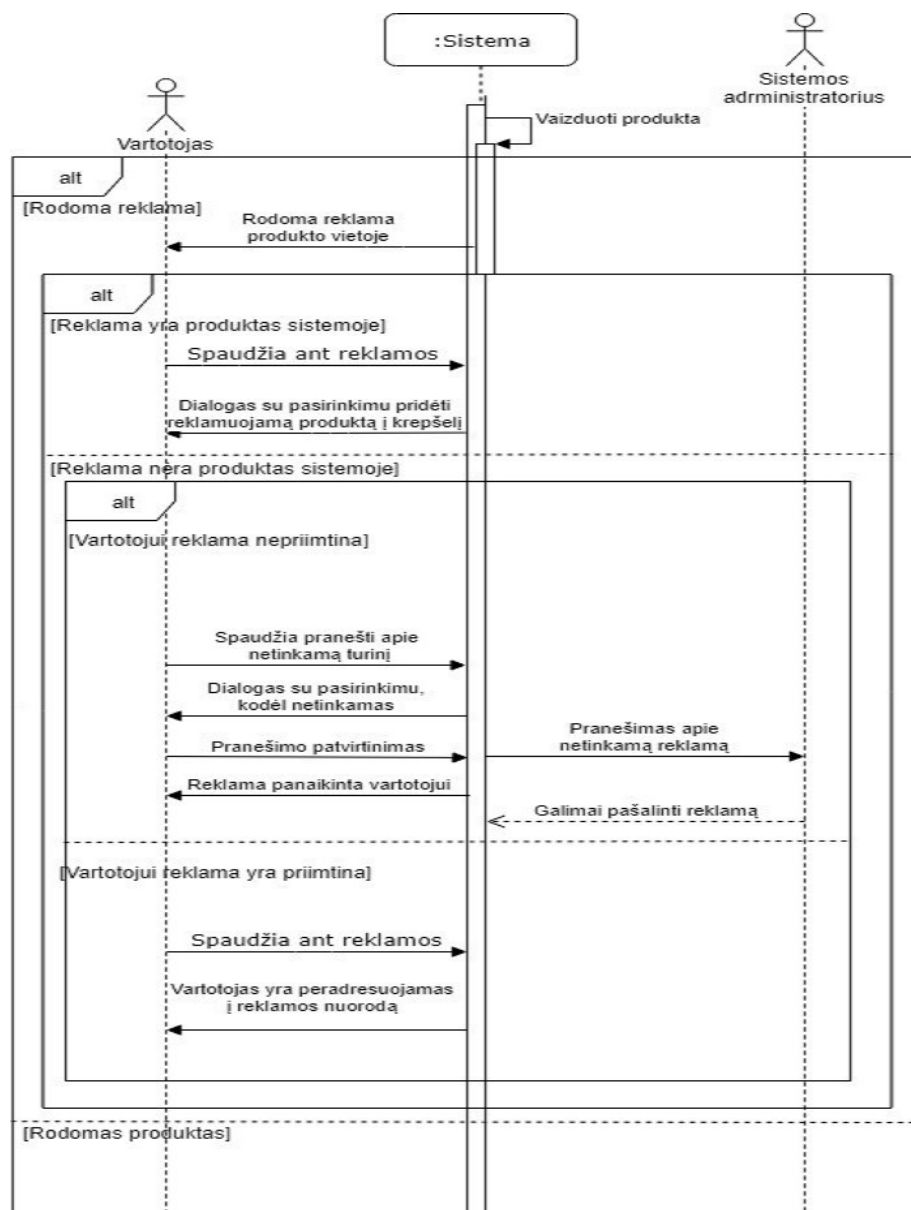 :Sistema
Sistemos
adrministratorius
Vartotojas
Vaizduoti produkta
alt
[Rodoma reklama]
Rodoma reklama
produkto vietoje
alt
[Reklama yra produktas sistemoje]
Spaudžia ant reklamos
Dialogas su pasirinkimu pridėti
reklamuojamą produktą į krepšelį
[Reklama nėra produktas sistemoje]
alt
[Vartotojui reklama nepriimtina]
Spaudžia pranešti apie
netinkamą turinį
Dialogas su pasirinkimu,
kodėl netinkamas
Pranešimo patvirtinimas
Pranešimas apie
netinkamą reklamą
Reklama panaikinta vartotojui
Galimai pašalinti reklamą
[Vartotojui reklama yra priimtina]
Spaudžia ant reklamos
Vartotojas yra peradresuojamas
į reklamos nuorodą
[Rodomas produktas]